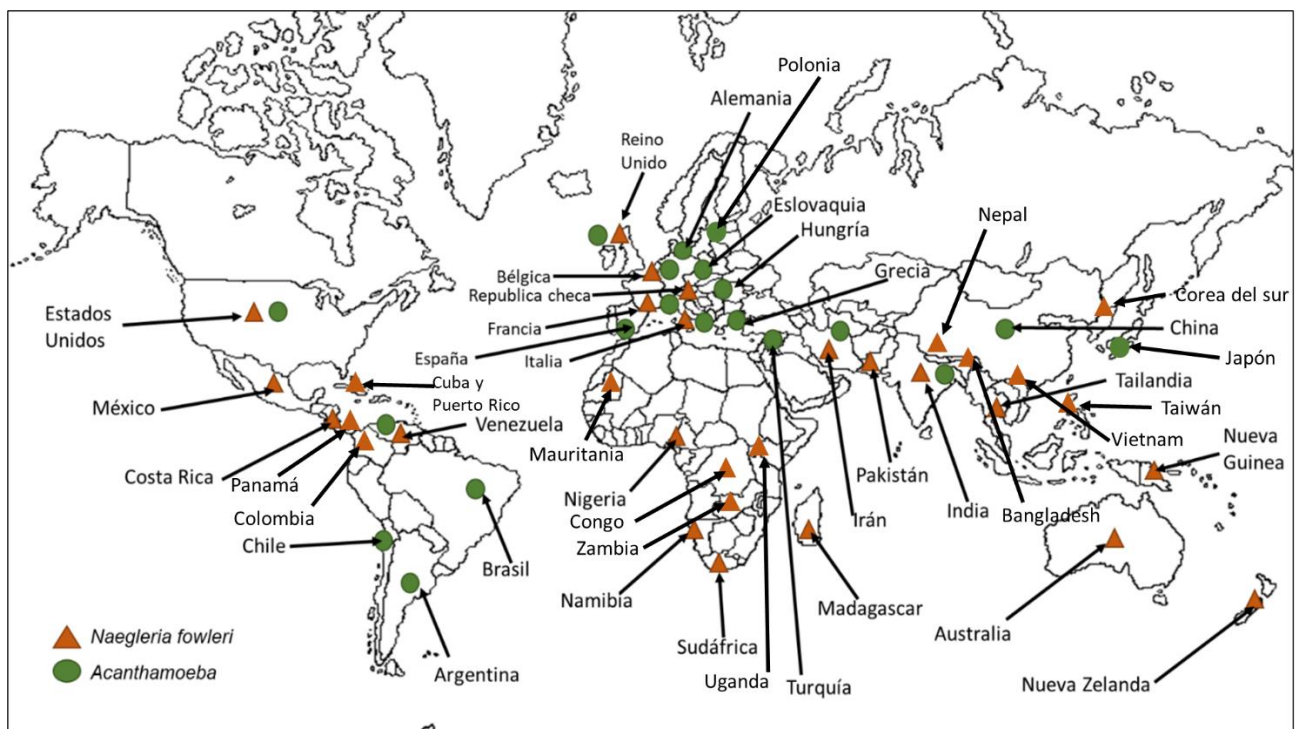 Polonia
Alemania
Reino
Unido
Eslovaquia
Nepal
Hungría
Grecia
Bélgica
Republica checa
Corea del sur
Estados
Unidos
Francia
China
España
Italia
Japón
Cuba y
Puerto Rico
México
Tailandia
Taiwán
Venezuela
Vietnam
Mauritania
Nueva
Guinea
Costa Rica
Panamá
Pakistán
Nigeria
Colombia
Congo
Irán
India
Bangladesh
Chile
Zambia
Brasil
Namibia
Madagascar
Australia
Naegleria fowleri
Sudáfrica
Acanthamoeba
Argentina
Uganda
Turquía
Nueva Zelanda